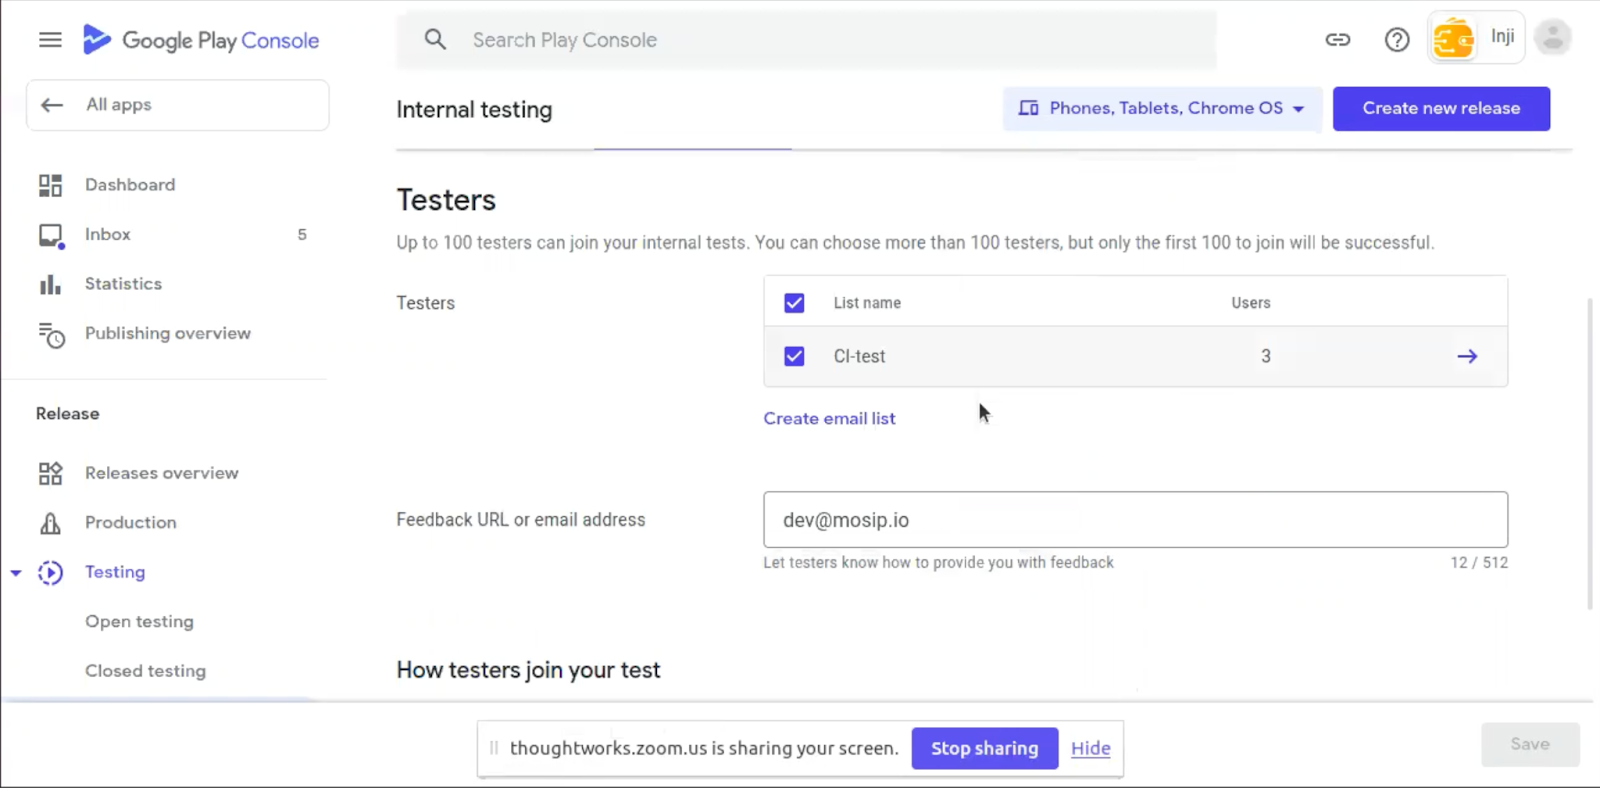 Google Play Console
Search Play Console
Inji
All apps
Internal testing
Phones, Tablets, Chrome OS
Create new release
Dashboard
Inbox 5
Statistics
Publishing overview
Release
Releases overview
Production
Testing
Open testing
Closed testing
Testers
Up to 100 testers can join your internal tests. You can choose more than 100 testers, but only the first 100 to join will be successful.
Testers
List name Users
CI-test 3
Create email list
Feedback URL or email address
dev@mosip.io
Let testers know how to provide you with feedback 12 / 512
How testers join your test
thoughtworks.zoom.us is sharing your screen. Stop sharing Hide
Save